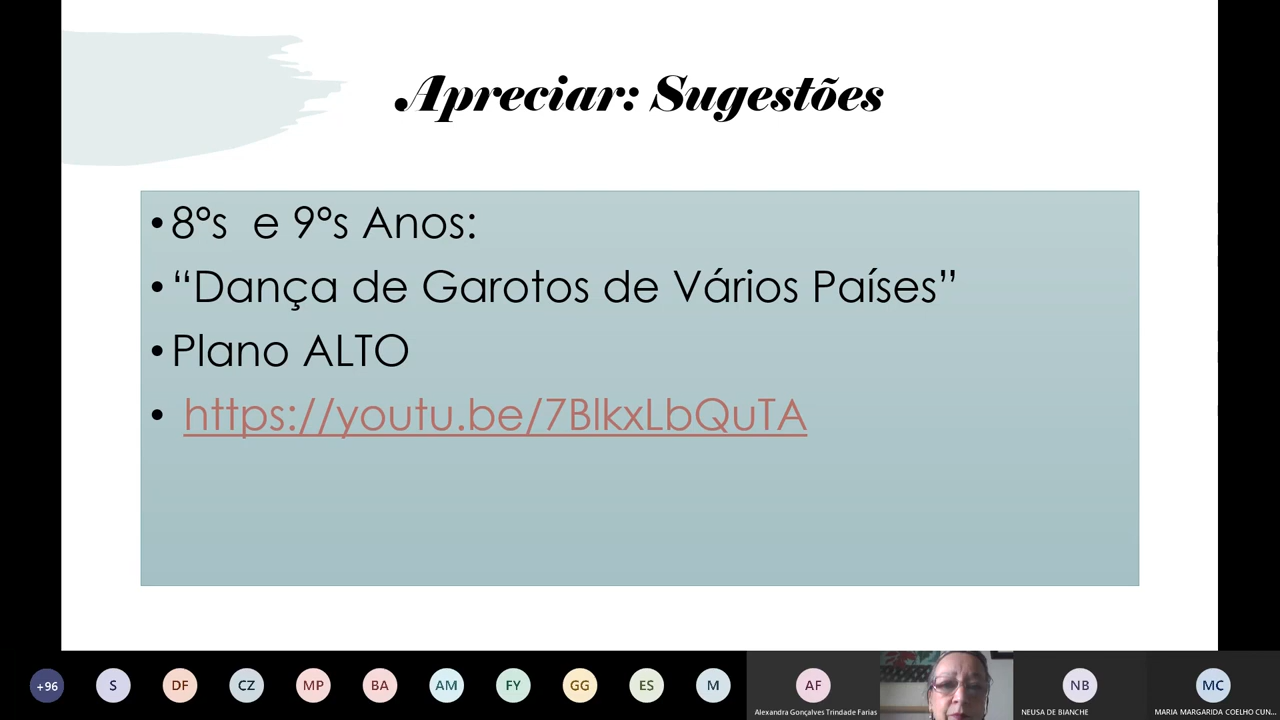 Apreciar: Sugestões
•8ºs e 9ºs Anos:
•“Dança de Garotos de Vários Países”
•Plano ALTO
• https://youtu.be/7BlkxLbQuTA
+96 S DF CZ MP BA AM FY GG ES M AF NB MC
Alexandra Gonçalves Trindade Farias NEUSA DE BIANCHE MARIA MARGARIDA COELHO CUN...